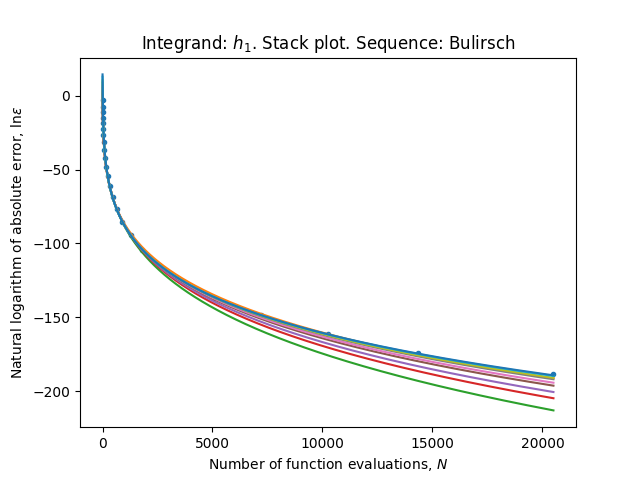 Integrand: h₁. Stack plot. Sequence: Bulirsch
Natural logarithm of absolute error, lnε
0
−50
−100
−150
−200
0 5000 10000 15000 20000
Number of function evaluations, N